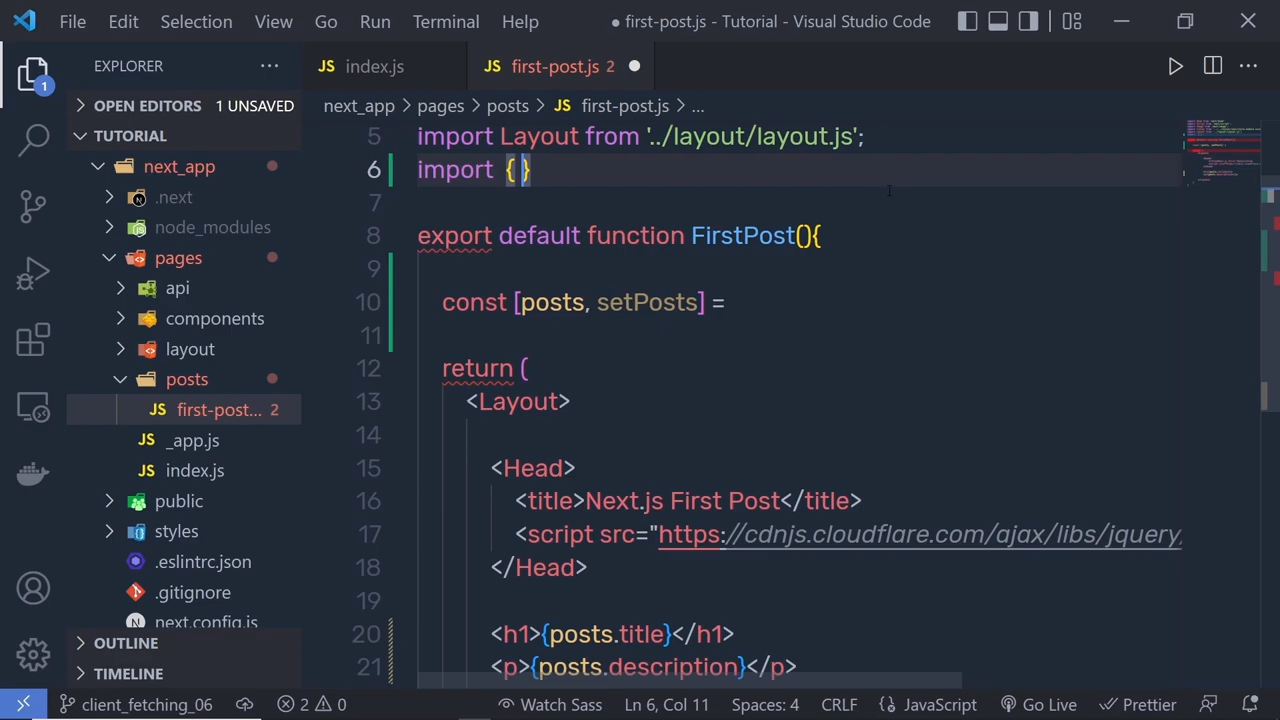 File Edit Selection View Go Run Terminal Help ● first-post.js - Tutorial - Visual Studio Code
EXPLORER
1
OPEN EDITORS 1 UNSAVED
TUTORIAL
next_app
.next
node_modules
pages
api
components
layout
posts
JS first-post... 2
JS _app.js
JS index.js
public
styles
.eslintrc.json
.gitignore
next.config.js
OUTLINE
TIMELINE
JS index.js JS first-post.js 2 ●
next_app > pages > posts > JS first-post.js > ...
5 import Layout from '../layout/layout.js';
6 import { }
7
8 export default function FirstPost(){
9
10 const [posts, setPosts] =
11
12 return (
13 <Layout>
14
15 <Head>
16 <title>Next.js First Post</title>
17 <script src="https://cdnjs.cloudflare.com/ajax/libs/jquery/
18 </Head>
19
20 <h1>{posts.title}</h1>
21 <p>{posts.description}</p>
client_fetching_06 2 0 Watch Sass Ln 6, Col 11 Spaces: 4 CRLF JavaScript Go Live Prettier